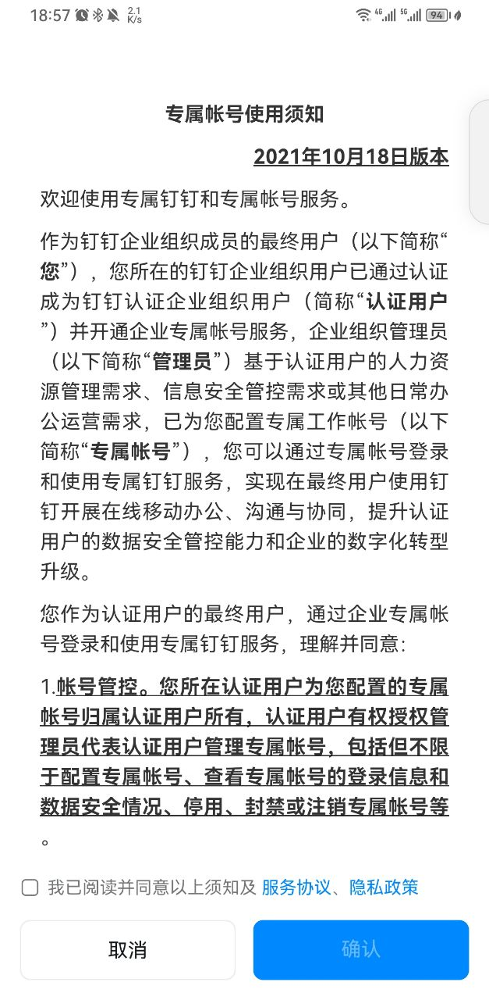 18:57 2.1 K/s 4G 5G 94
专属帐号使用须知
2021年10月18日版本
欢迎使用专属钉钉和专属帐号服务。
作为钉钉企业组织成员的最终用户（以下简称“
您”），您所在的钉钉企业组织用户已通过认证
成为钉钉认证企业组织用户（简称“认证用户
”）并开通企业专属帐号服务，企业组织管理员
（以下简称“管理员”）基于认证用户的人力资
源管理需求、信息安全管控需求或其他日常办
公运营需求，已为您配置专属工作帐号（以下
简称“专属帐号”），您可以通过专属帐号登录
和使用专属钉钉服务，实现在最终用户使用钉
钉开展在线移动办公、沟通与协同，提升认证
用户的数据安全管控能力和企业的数字化转型
升级。
您作为认证用户的最终用户，通过企业专属帐
号登录和使用专属钉钉服务，理解并同意：
1.帐号管控。您所在认证用户为您配置的专属
帐号归属认证用户所有，认证用户有权授权管
理员代表认证用户管理专属帐号，包括但不限
于配置专属帐号、查看专属帐号的登录信息和
数据安全情况、停用、封禁或注销专属帐号等
。
我已阅读并同意以上须知及 服务协议、隐私政策
取消 确认